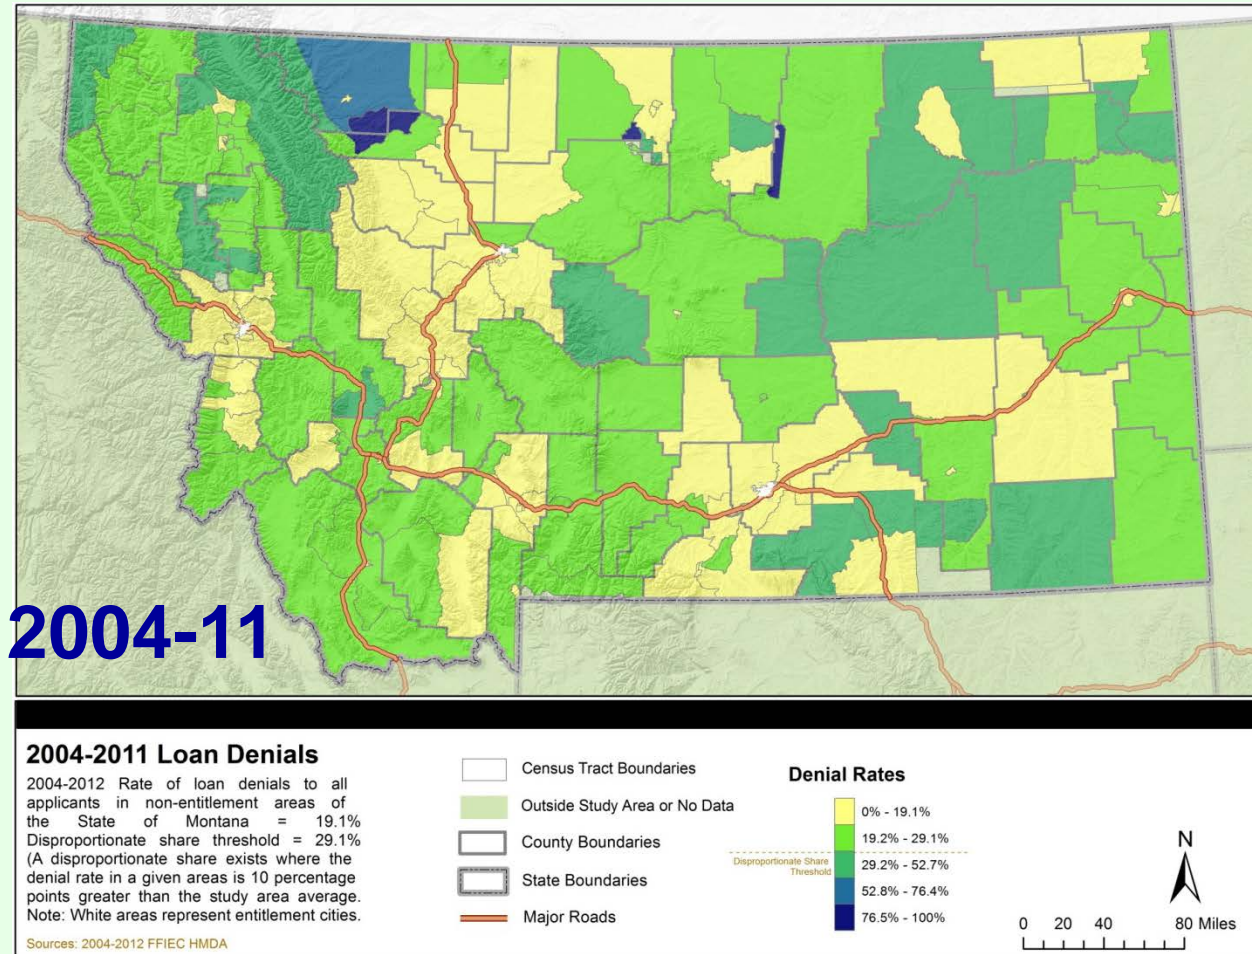 2004-11
2004-2011 Loan Denials
2004-2012 Rate of loan denials to all
applicants in non-entitlement areas of
the State of Montana = 19.1%
Disproportionate share threshold = 29.1%
(A disproportionate share exists where the
denial rate in a given areas is 10 percentage
points greater than the study area average.
Note: White areas represent entitlement cities.
Sources: 2004-2012 FFIEC HMDA
Census Tract Boundaries
Outside Study Area or No Data
County Boundaries
State Boundaries
Major Roads
Denial Rates
0% - 19.1%
19.2% - 29.1%
Disproportionate Share
Threshold
29.2% - 52.7%
52.8% - 76.4%
76.5% - 100%
N
0 20 40 80 Miles